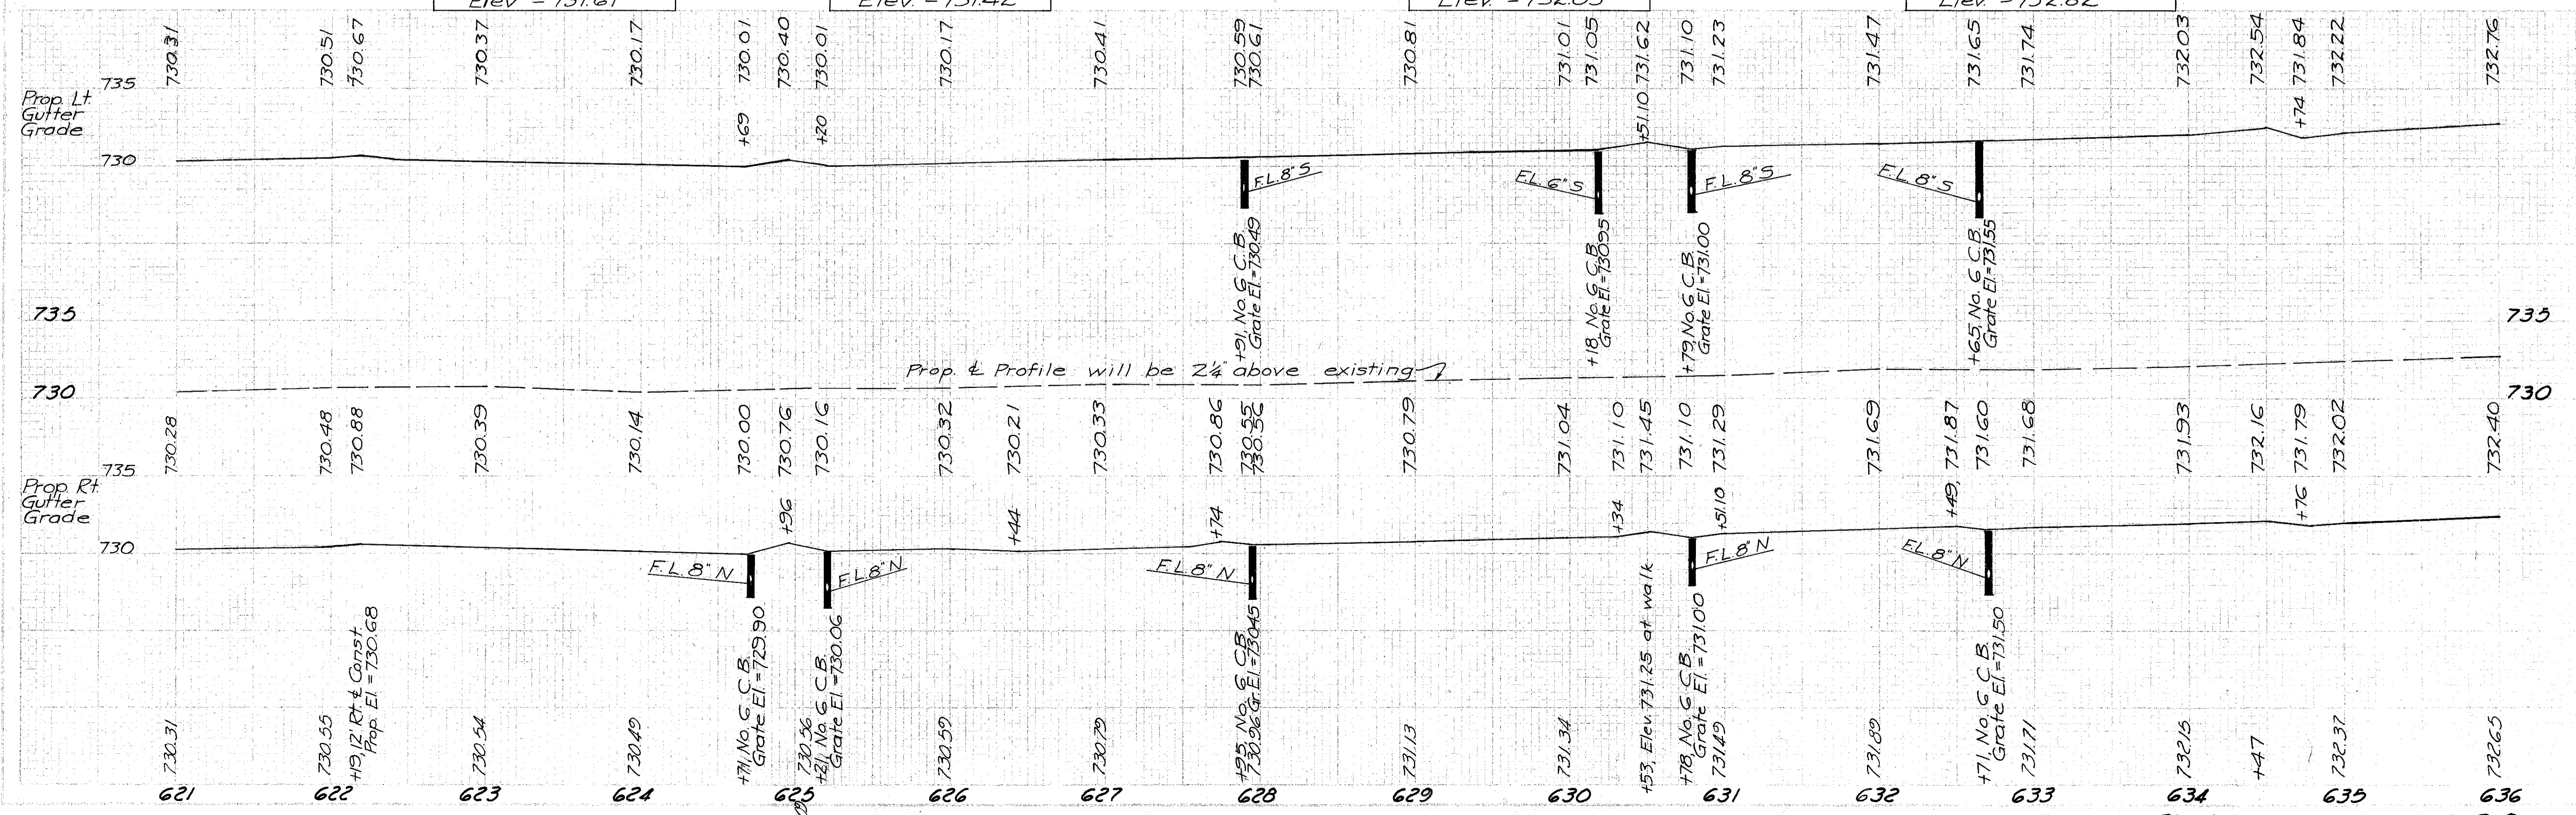 Elev = 731.61
Elev. = 731.42
Elev = 732.05
Elev. = 732.82
730.31 730.51 730.67 730.37 730.17 730.01 730.40 730.01 730.17 730.41 730.59 730.61 730.81 731.01 731.05 731.62 731.10 731.23 731.47 731.65 731.74 732.03 732.54 731.84 732.22 732.76
735
Prop. Lt.
Gutter
Grade
+69 +20 +51.10 +74
730
F.L. 8" S
F.L. 6" S
F.L. 8" S
F.L. 8" S
+91, No. 6 C.B.
Grate El. = 730.49
+18, No. 6 C.B.
Grate El. = 730.95
+79, No. 6 C.B.
Grate El. = 731.00
+65, No. 6 C.B.
Grate El. = 731.55
735 735
Prop. ℄ Profile will be 2¼" above existing
730 730
730.28 730.48 730.88 730.39 730.14 730.00 730.76 730.16 730.32 730.21 730.33 730.86 730.55 730.56 730.79 731.04 731.10 731.45 731.10 731.29 731.69 731.87 731.60 731.68 731.93 732.16 731.79 732.02 732.40
735
Prop. Rt.
Gutter
Grade
+96 +44 +74 +34 +51.10 +49, +76
730
F.L. 8" N
F.L. 8" N
F.L. 8" N
F.L. 8" N
F.L. 8" N
+19, 12' Rt. ℄ Const.
Prop. El. = 730.68
+71, No. 6 C.B.
Grate El. = 729.90
+21, No. 6 C.B.
Grate El. = 730.06
+95, No. 6 C.B.
Gr. El. = 730.45
+53, Elev. 731.25 at walk
+78, No. 6 C.B.
Grate El. = 731.00
+71, No. 6 C.B.
Grate El. = 731.50
730.31 730.55 730.54 730.49 730.56 730.59 730.79 730.96 731.13 731.34 731.49 731.89 731.71 732.15 +47 732.37 732.65
621 622 623 624 625 626 627 628 629 630 631 632 633 634 635 636